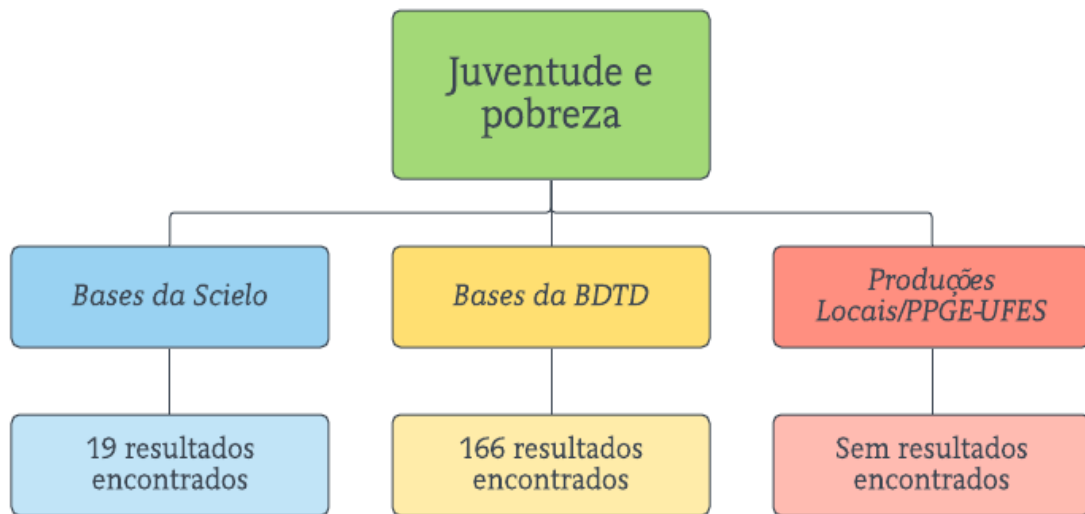 Juventude e
pobreza
Bases da Scielo
Bases da BDTD
Produções
Locais/PPGE-UFES
19 resultados
encontrados
166 resultados
encontrados
Sem resultados
encontrados